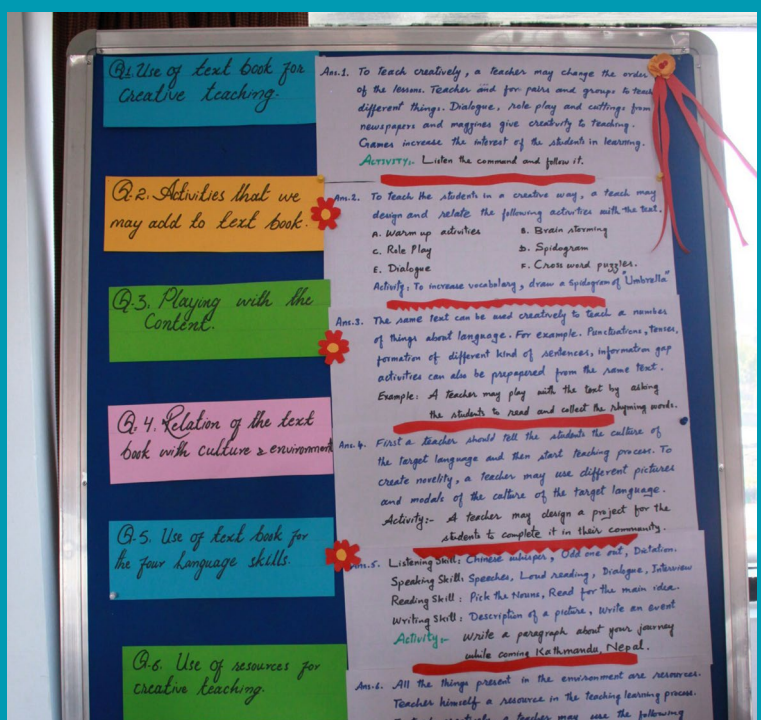 Q1. Use of text book for
creative teaching.
Ans.1. To teach creatively, a teacher may change the order
of the lessons. Teacher and for pairs and groups to teach
different things. Dialogue, role play and cuttings from
newspapers and magzines give creativity to teaching.
Games increase the interest of the students in learning.
Activity:- Listen the command and follow it.
Q.2. Activities that we
may add to text book.
Ans.2. To teach the students in a creative way, a teach may
design and relate the following activities with the text.
A. Warm up activities B. Brain storming
C. Role Play D. Spidogram
E. Dialogue F. Cross word puzzles.
Activity: To increase vocabulary, draw a spidogram of "Umbrella"
Q.3. Playing with the
Content.
Ans.3. The same text can be used creatively to teach a number
of things about language. For example. Punctuations, tenses,
formation of different kind of sentences, information gap
activities can also be prepapered from the same text.
Example: A teacher may play with the text by asking
the students to read and collect the rhyming words.
Q.4. Relation of the text
book with culture & environment
Ans.4. First a teacher should tell the students the culture of
the target language and then start teaching process. To
create novelity, a teacher may use different pictures
and modals of the culture of the target language.
Activity:- A teacher may design a project for the
students to complete it in their community.
Q.5. Use of text book for
the four language skills.
Ans.5. Listening Skill: Chinese whisper, Odd one out, Dictation.
Speaking Skill: Speeches, Loud reading, Dialogue, Interview
Reading Skill: Pick the Nouns, Read for the main idea.
Writing Skill: Description of a picture, Write an event
Activity:- Write a paragraph about your journey
while coming Kathmandu, Nepal.
Q.6. Use of resources for
creative teaching.
Ans.6. All the things present in the environment are resources.
Teacher himself a resource in the teaching learning process.
a teacher may use the following